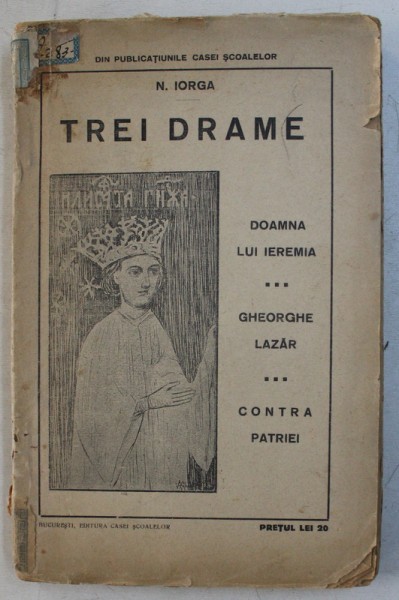 DIN PUBLICAȚIUNILE CASEI ȘCOALELOR
N. IORGA
TREI DRAME
DOAMNA
LUI IEREMIA
GHEORGHE
LAZĂR
CONTRA
PATRIEI
BUCUREȘTI, EDITURA CASEI ȘCOALELOR
PREȚUL LEI 20